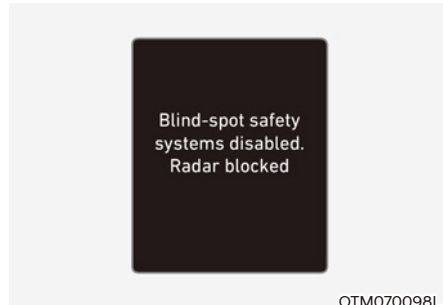 Blind-spot safety
systems disabled.
Radar blocked
OTM070098L